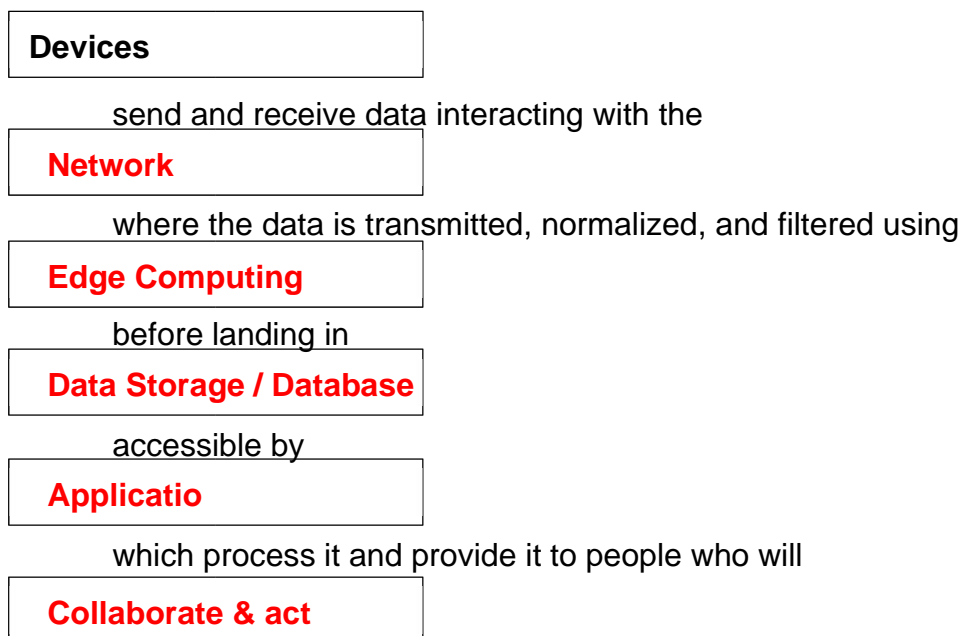 Devices
send and receive data interacting with the
Network
where the data is transmitted, normalized, and filtered using
Edge Computing
before landing in
Data Storage / Database
accessible by
Applicatio
which process it and provide it to people who will
Collaborate & act